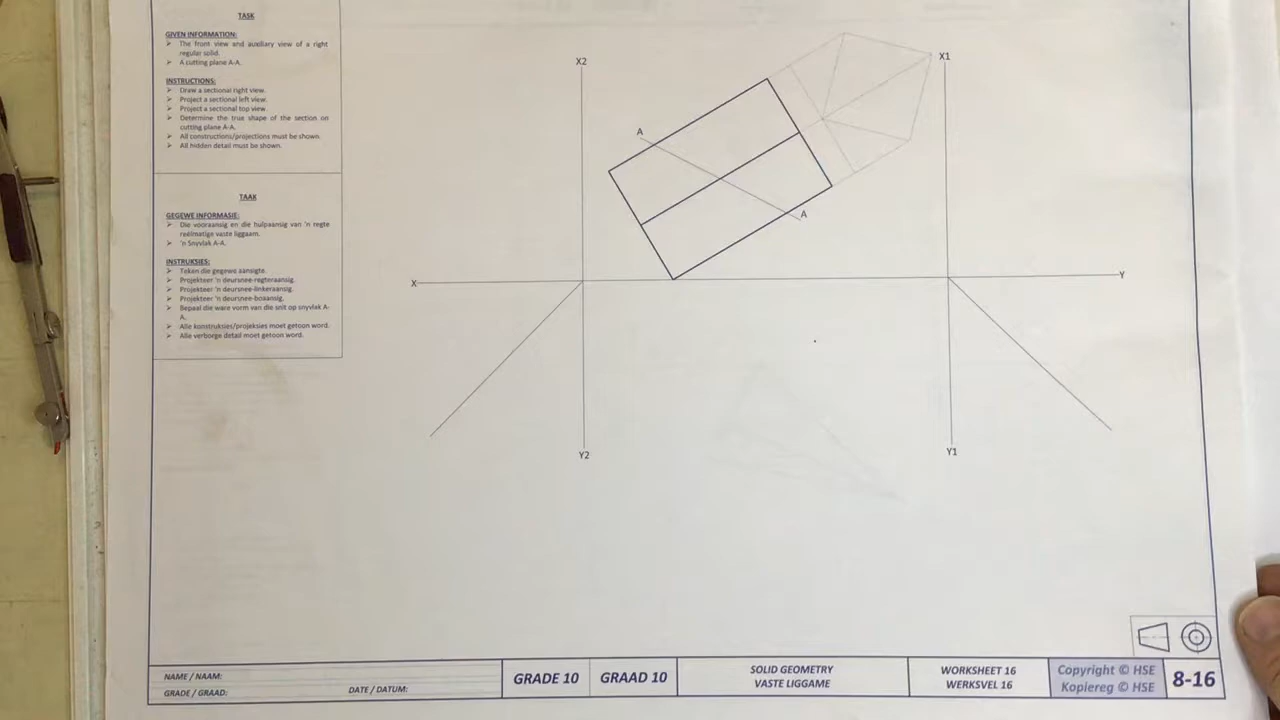 TASK
GIVEN INFORMATION:
➢ The front view and auxiliary view of a right
regular solid.
➢ A cutting plane A-A.
INSTRUCTIONS:
➢ Draw a sectional right view.
➢ Project a sectional left view.
➢ Project a sectional top view.
➢ Determine the true shape of the section on
cutting plane A-A.
➢ All constructions/projections must be shown.
➢ All hidden detail must be shown.
TAAK
GEGEWE INFORMASIE:
➢ Die vooraansig en die hulpaansig van 'n regte
reëlmatige vaste liggaam.
➢ 'n Snyvlak A-A.
INSTRUKSIES:
➢ Teken die gegewe aansigte.
➢ Projekteer 'n deursnee-regteraansig.
➢ Projekteer 'n deursnee-linkeraansig.
➢ Projekteer 'n deursnee-boaansig.
➢ Bepaal die ware vorm van die snit op snyvlak A-
A.
➢ Alle konstruksies/projeksies moet getoon word.
➢ Alle verborge detail moet getoon word.
X2
X1
A
A
X
Y
Y2
Y1
NAME / NAAM:
GRADE / GRAAD:
DATE / DATUM:
GRADE 10
GRAAD 10
SOLID GEOMETRY
VASTE LIGGAME
WORKSHEET 16
WERKSVEL 16
Copyright © HSE
Kopiereg © HSE
8-16